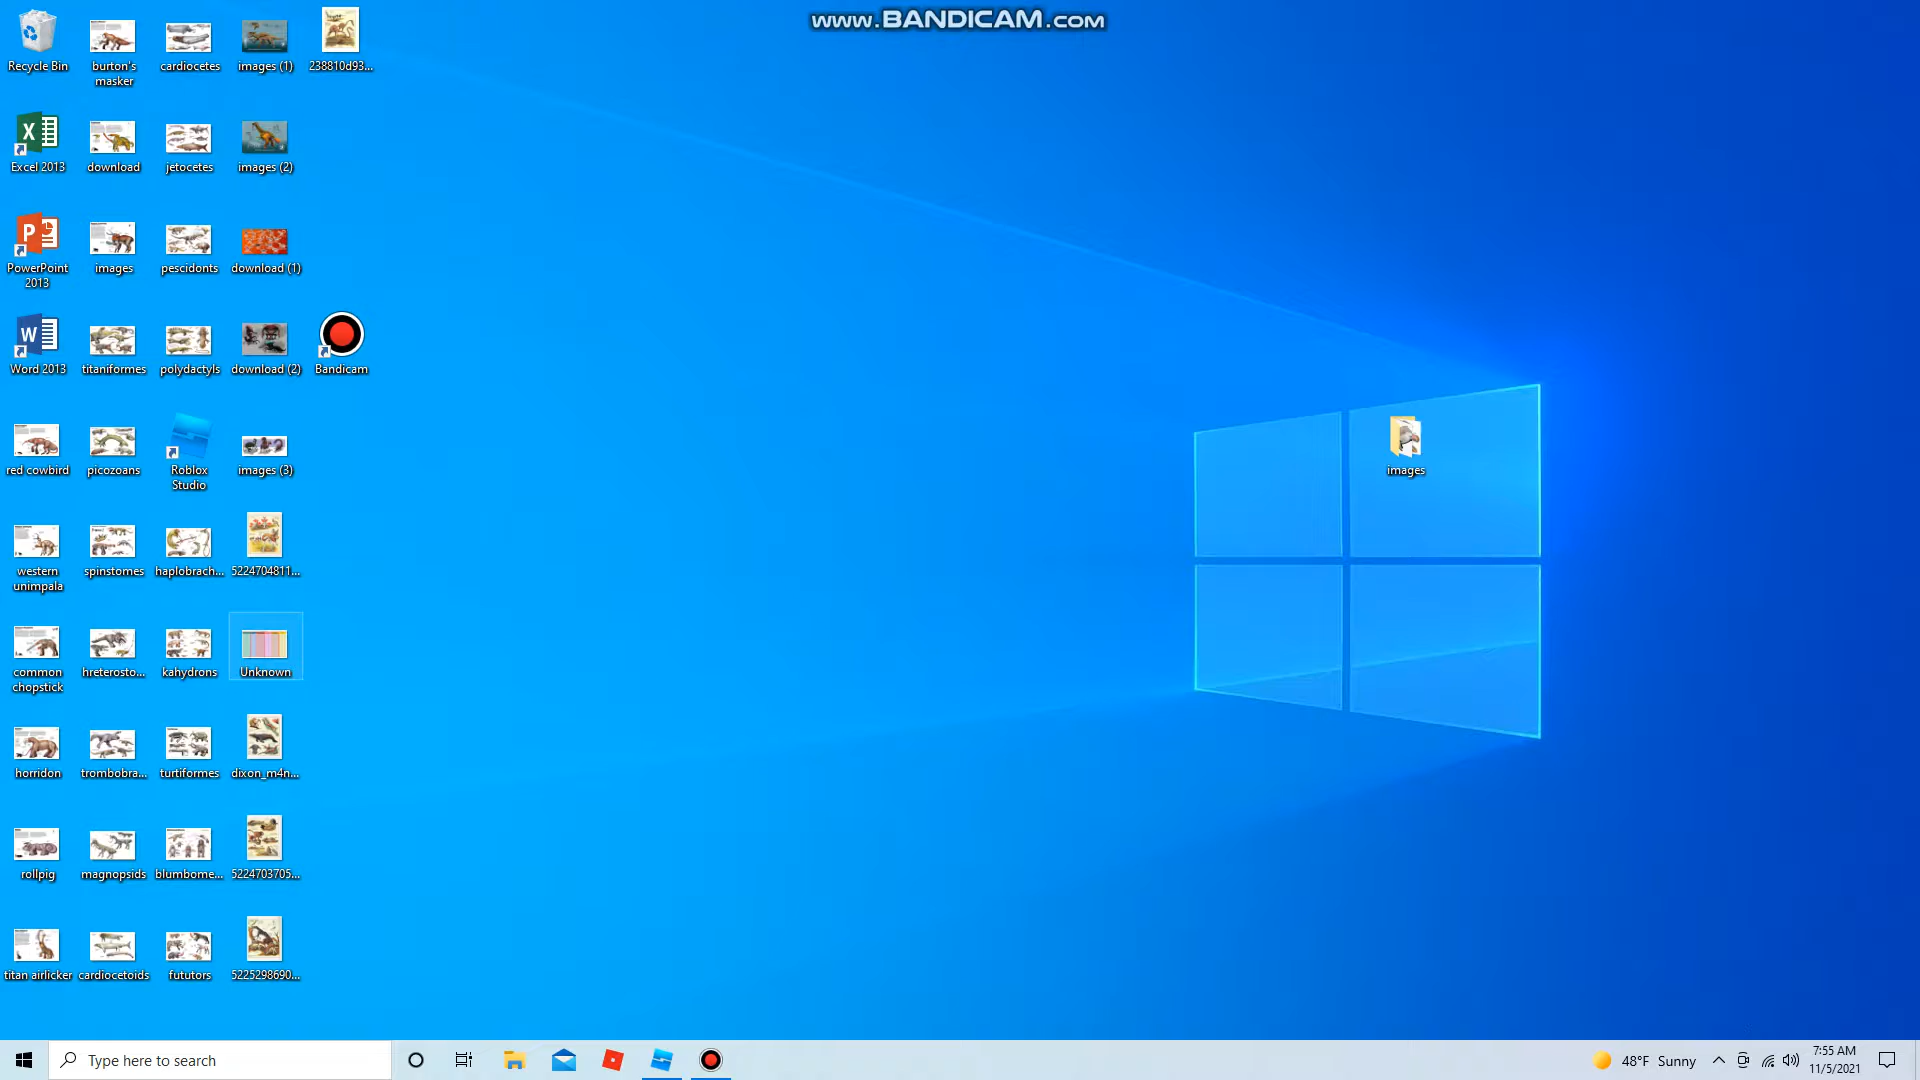 www.BANDICAM.com
Recycle Bin
burton's
masker
cardiocetes
images (1)
238810d93...
Excel 2013
download
jetocetes
images (2)
PowerPoint
2013
images
pescidonts
download (1)
Word 2013
titaniformes
polydactyls
download (2)
Bandicam
red cowbird
picozoans
Roblox
Studio
images (3)
images
western
unimpala
spinstomes
haplobrach...
5224704811...
common
chopstick
hreterosto...
kahydrons
Unknown
horridon
trombobra...
turtiformes
dixon_m4n...
rollpig
magnopsids
blumbome...
5224703705...
titan airlicker
cardiocetoids
fututors
5225298690...
Type here to search
48°F Sunny
7:55 AM
11/5/2021